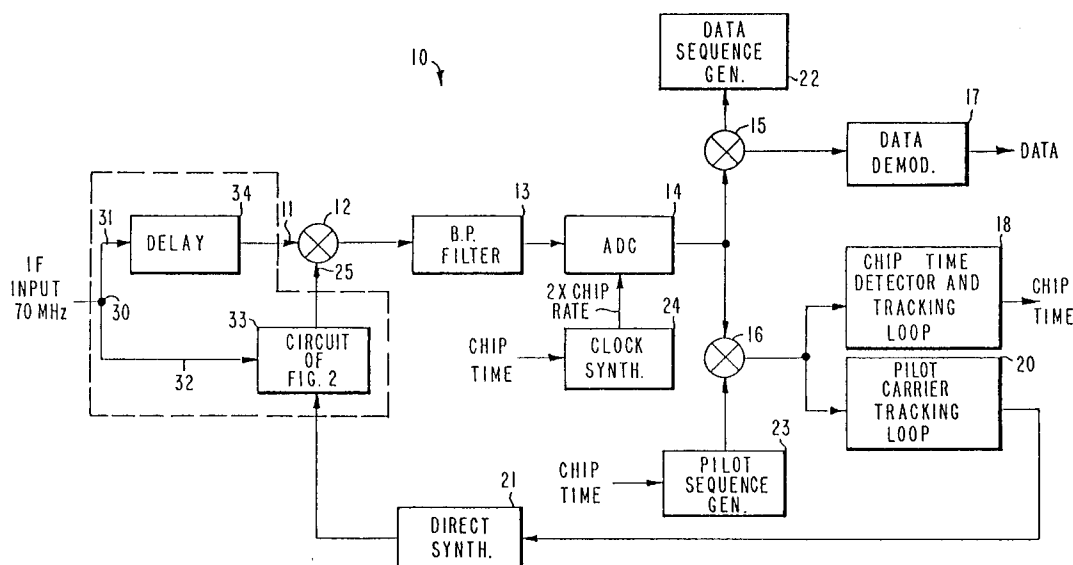 10
DATA
SEQUENCE
GEN.
22
15
17
DATA
DEMOD.
DATA
34
31
DELAY
11
12
25
13
B.P.
FILTER
14
ADC
IF
INPUT
70 MHz
30
33
CIRCUIT
OF
FIG. 2
32
2X CHIP
RATE
24
CHIP
TIME
CLOCK
SYNTH.
16
18
CHIP TIME
DETECTOR AND
TRACKING
LOOP
CHIP
TIME
20
PILOT
CARRIER
TRACKING
LOOP
23
CHIP
TIME
PILOT
SEQUENCE
GEN.
21
DIRECT
SYNTH.